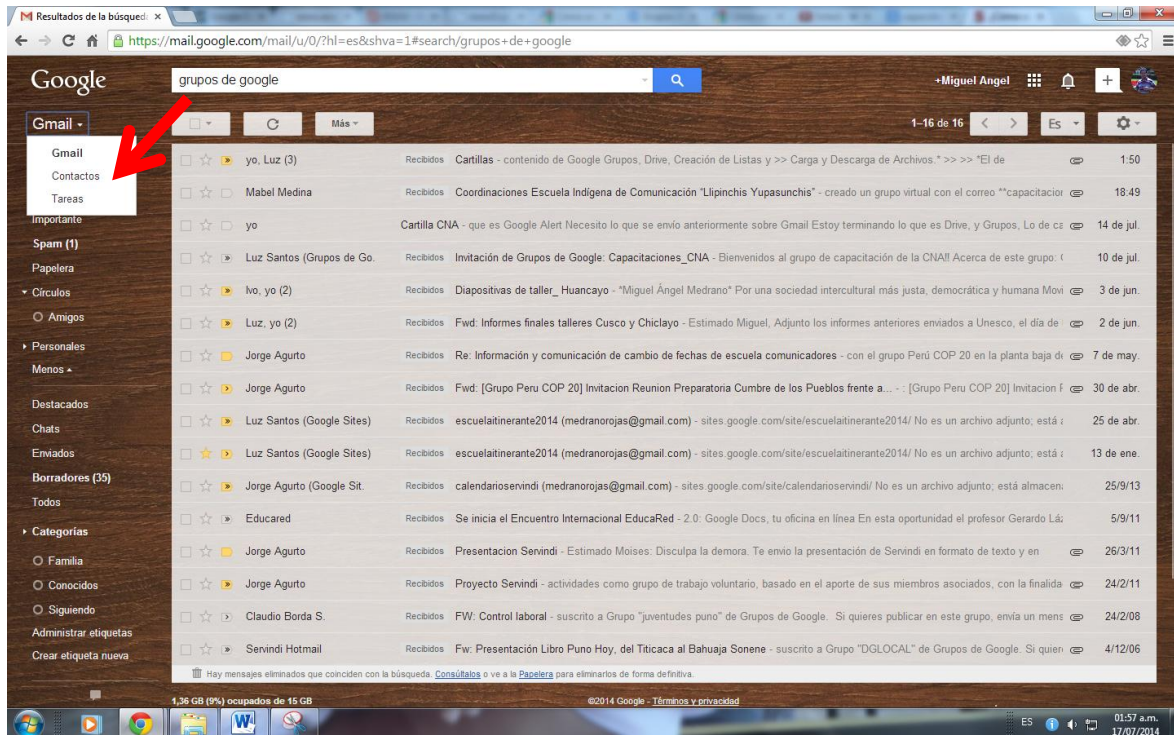 Resultados de la búsqued
https://mail.google.com/mail/u/0/?hl=es&shva=1#search/grupos+de+google
Google
grupos de google
+Miguel Angel
Gmail
Más
1–16 de 16
Es
Gmail
Contactos
Tareas
Importante
Spam (1)
Papelera
Círculos
Amigos
Personales
Menos
Destacados
Chats
Enviados
Borradores (35)
Todos
Categorías
Familia
Conocidos
Siguiendo
Administrar etiquetas
Crear etiqueta nueva
yo, Luz (3) Recibidos Cartillas - contenido de Google Grupos, Drive, Creación de Listas y >> Carga y Descarga de Archivos.* >> >> "El de 1:50
Mabel Medina Recibidos Coordinaciones Escuela Indígena de Comunicación "Llipinchis Yupasunchis" - creado un grupo virtual con el correo "*capacitacior 18:49
yo Cartilla CNA - que es Google Alert Necesito lo que se envío anteriormente sobre Gmail Estoy terminando lo que es Drive, y Grupos, Lo de ca 14 de jul.
Luz Santos (Grupos de Go. Recibidos Invitación de Grupos de Google: Capacitaciones_CNA - Bienvenidos al grupo de capacitación de la CNA!! Acerca de este grupo: 10 de jul.
Ivo, yo (2) Recibidos Diapositivas de taller_ Huancayo - *Miguel Ángel Medrano* Por una sociedad intercultural más justa, democrática y humana Movi 3 de jun.
Luz, yo (2) Recibidos Fwd: Informes finales talleres Cusco y Chiclayo - Estimado Miguel, Adjunto los informes anteriores enviados a Unesco, el día de 2 de jun.
Jorge Agurto Recibidos Re: Información y comunicación de cambio de fechas de escuela comunicadores - con el grupo Perú COP 20 en la planta baja de 7 de may.
Jorge Agurto Recibidos Fwd: [Grupo Peru COP 20] Invitacion Reunion Preparatoria Cumbre de los Pueblos frente a... - : [Grupo Peru COP 20] Invitacion 30 de abr.
Luz Santos (Google Sites) Recibidos escuelaitinerante2014 (medranorojas@gmail.com) - sites.google.com/site/escuelaitinerante2014/ No es un archivo adjunto; está 25 de abr.
Luz Santos (Google Sites) Recibidos escuelaitinerante2014 (medranorojas@gmail.com) - sites.google.com/site/escuelaitinerante2014/ No es un archivo adjunto; está 13 de ene.
Jorge Agurto (Google Sit. Recibidos calendarioservindi (medranorojas@gmail.com) - sites.google.com/site/calendarioservindi/ No es un archivo adjunto; está almacen 25/9/13
Educared Recibidos Se inicia el Encuentro Internacional EducaRed - 2.0: Google Docs, tu oficina en línea En esta oportunidad el profesor Gerardo Lá 5/9/11
Jorge Agurto Recibidos Presentacion Servindi - Estimado Moises: Disculpa la demora. Te envio la presentación de Servindi en formato de texto y en 26/3/11
Jorge Agurto Recibidos Proyecto Servindi - actividades como grupo de trabajo voluntario, basado en el aporte de sus miembros asociados, con la finalida 24/2/11
Claudio Borda S. Recibidos FW: Control laboral - suscrito a Grupo "juventudes puno" de Grupos de Google. Si quieres publicar en este grupo, envía un mens 24/2/08
Servindi Hotmail Recibidos Fw: Presentación Libro Puno Hoy, del Titicaca al Bahuaja Sonene - suscrito a Grupo "DGLOCAL" de Grupos de Google. Si quier 4/12/06
Hay mensajes eliminados que coinciden con la búsqueda. Consúltalos o ve a la Papelera para eliminarlos de forma definitiva.
1,36 GB (9%) ocupados de 15 GB
©2014 Google - Términos y privacidad
ES
01:57 a.m.
17/07/2014